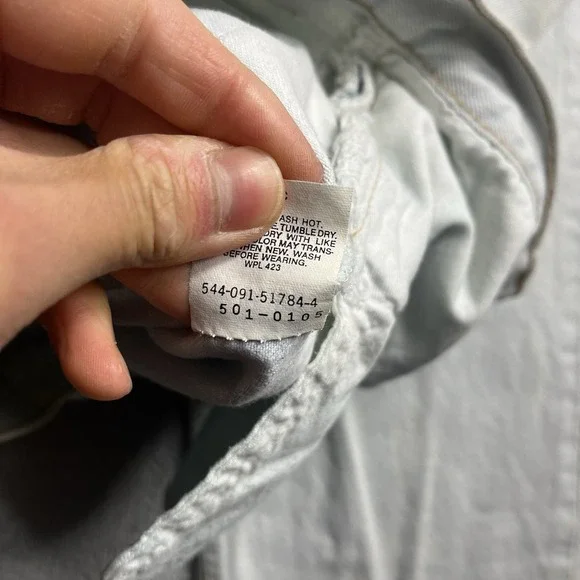 C
ASH HOT.
E. TUMBLE DRY.
DRY WITH LIKE
COLOR MAY TRANS-
WHEN NEW. WASH
BEFORE WEARING.
WPL 423
544-091-51784-4
501-0105